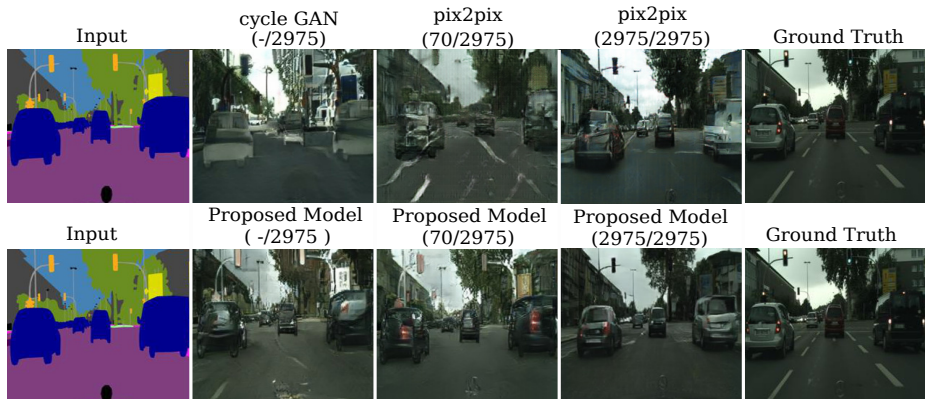 Input
cycle GAN
(-/2975)
pix2pix
(70/2975)
pix2pix
(2975/2975)
Ground Truth
Input
Proposed Model
( -/2975 )
Proposed Model
(70/2975)
Proposed Model
(2975/2975)
Ground Truth